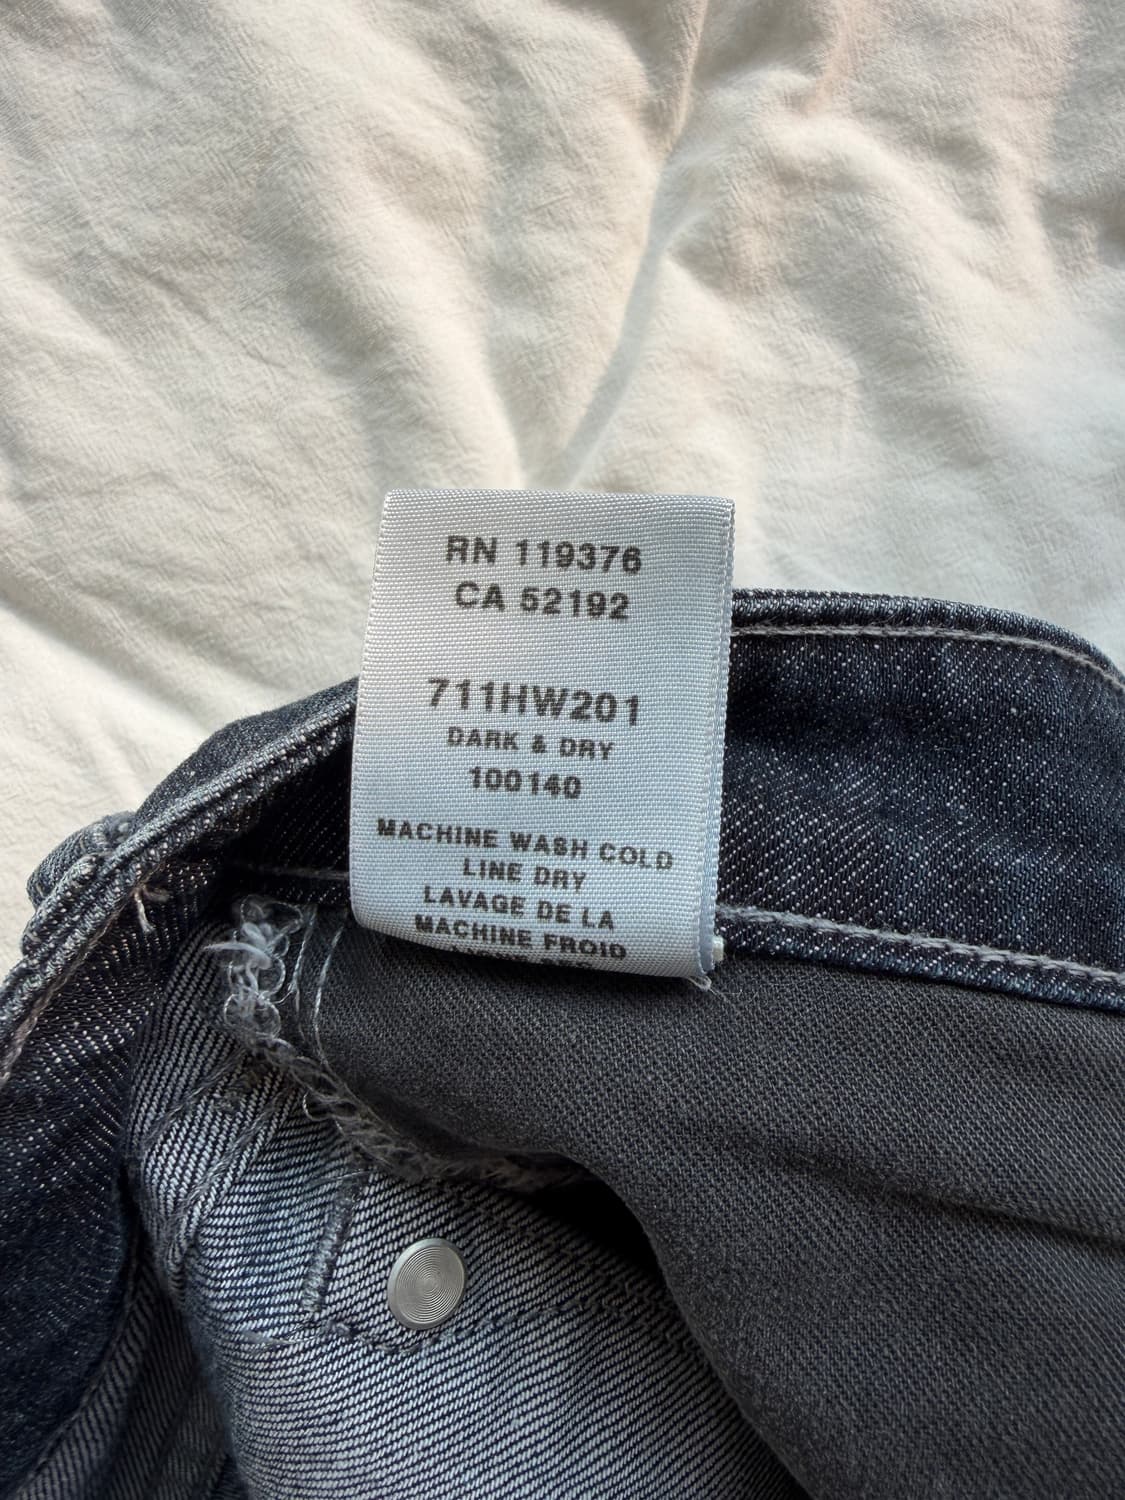 RN 119376
CA 52192
711HW201
DARK & DRY
100140
MACHINE WASH COLD
LINE DRY
LAVAGE DE LA
MACHINE FROID